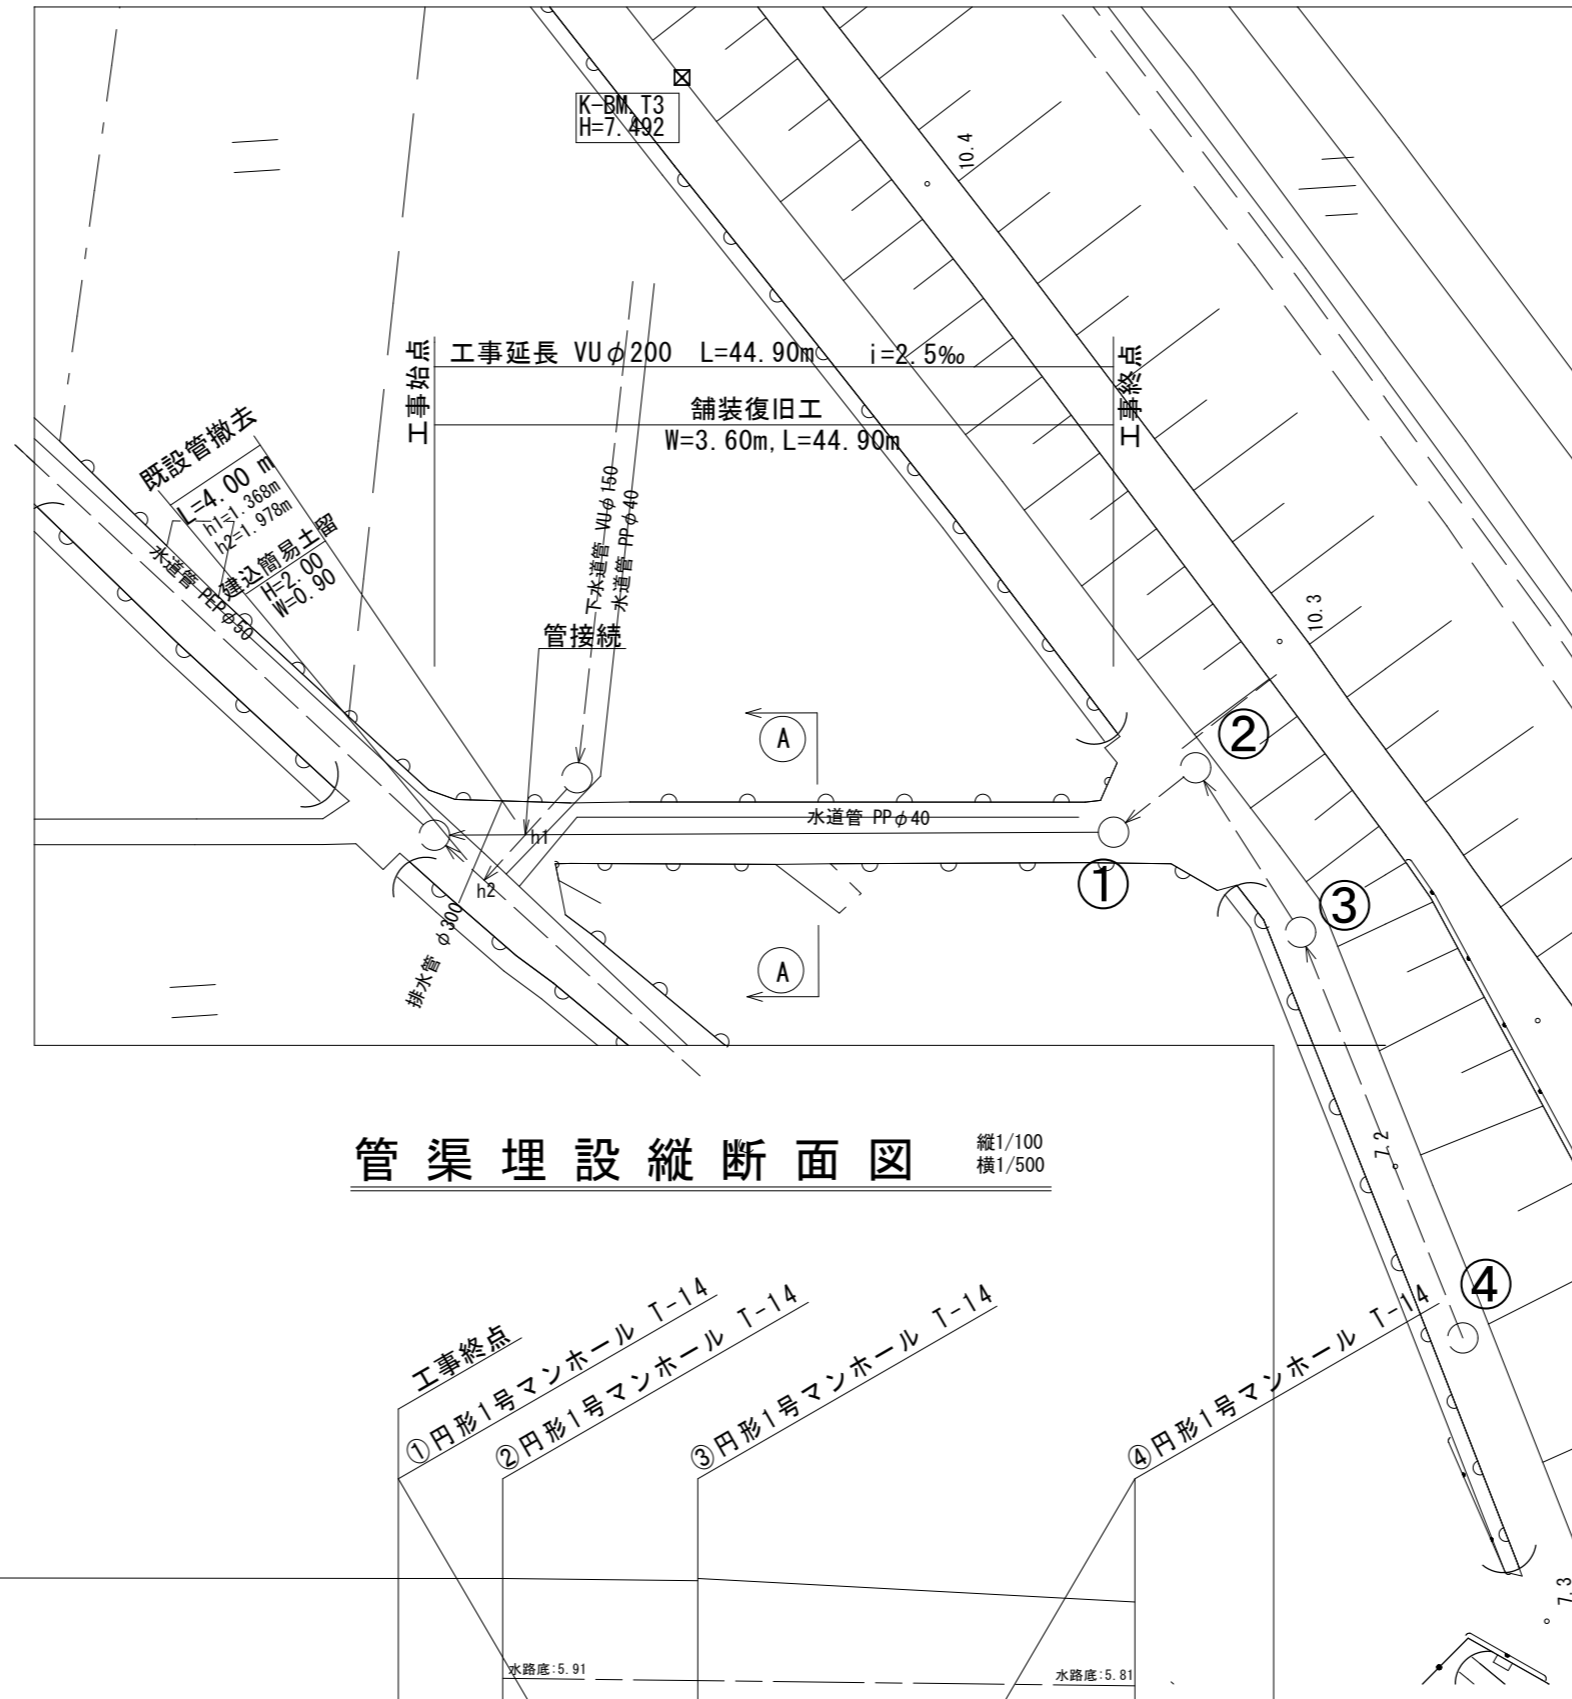 K-BM.T3
H=7.492
10.4
工事始点
工事延長 VUφ200 L=44.90m i=2.5‰
工事終点
舗装復旧工
W=3.60m, L=44.90m
既設管撤去
L=4.00 m
h1=1.368m
h2=1.978m
建込簡易土留
H=2.00
W=0.90
水道管 PEPφ50
下水道管 VUφ150
水道管 PPφ40
管接続
10.3
A
②
水道管 PPφ40
h1
h2
①
③
排水管 φ300
A
管渠埋設縦断面図
縦1/100
横1/500
7.2
④
工事終点
①円形1号マンホール T-14
②円形1号マンホール T-14
③円形1号マンホール T-14
④円形1号マンホール T-14
7.3
水路底:5.91
水路底:5.81